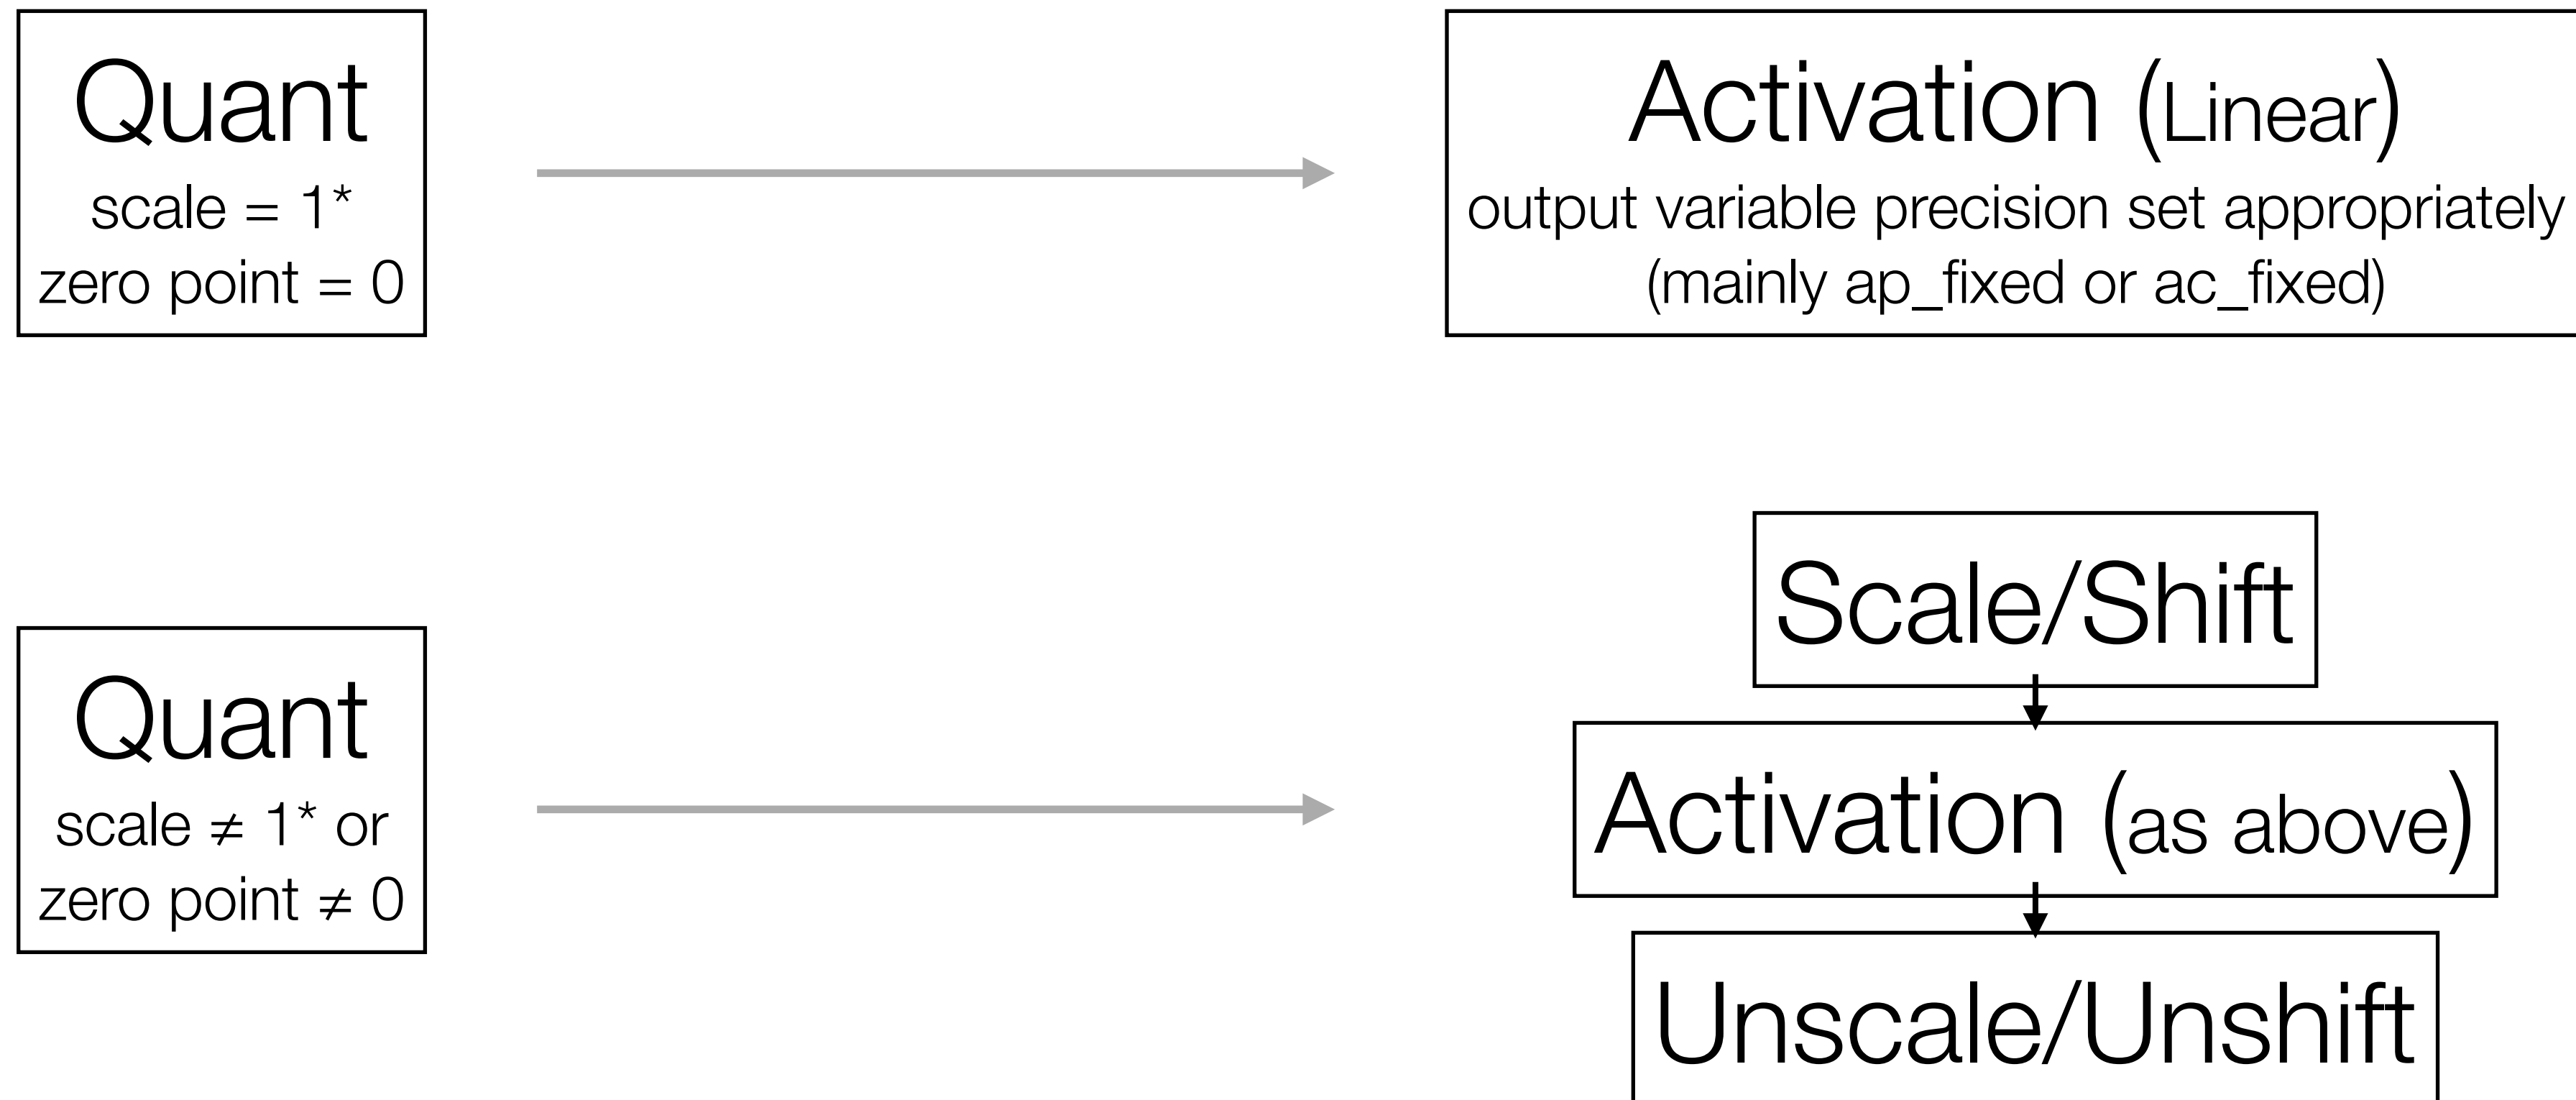 Quant
scale = 1*
zero point = 0
Activation (Linear)
output variable precision set appropriately
(mainly ap_fixed or ac_fixed)
Quant
scale ≠ 1* or
zero point ≠ 0
Scale/Shift
Activation (as above)
Unscale/Unshift